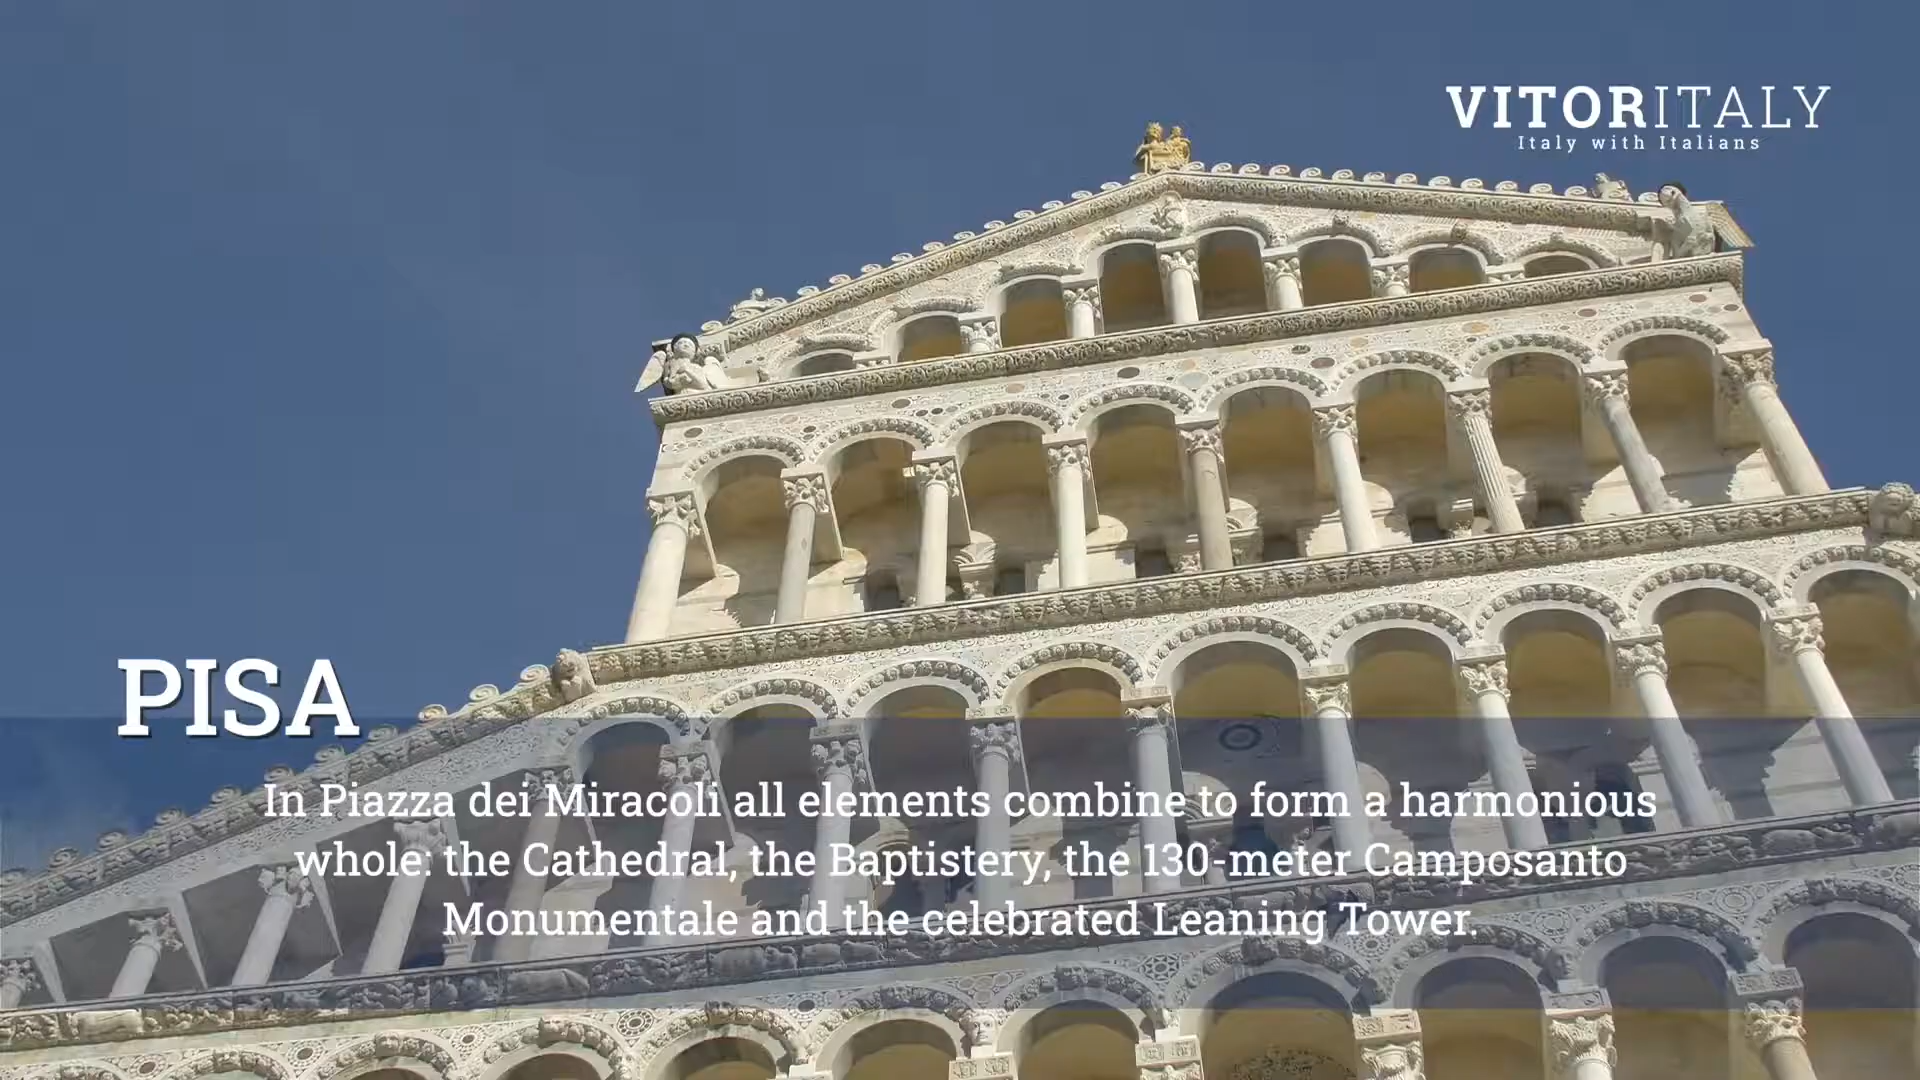 VITORITALY
Italy with Italians
PISA
In Piazza dei Miracoli all elements combine to form a harmonious
whole: the Cathedral, the Baptistery, the 130-meter Camposanto
Monumentale and the celebrated Leaning Tower.